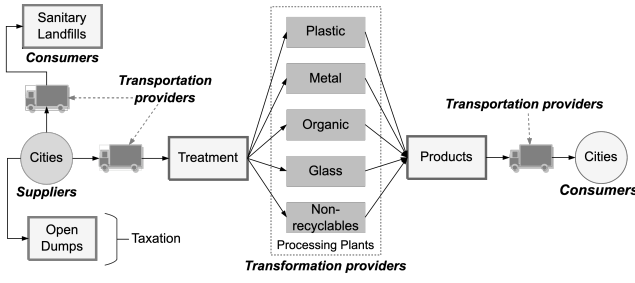 Sanitary
Landfills
Consumers
Transportation
providers
Cities
Suppliers
Open
Dumps
Taxation
Treatment
Plastic
Metal
Organic
Glass
Non-
recyclables
Processing Plants
Transformation providers
Products
Transportation providers
Cities
Consumers